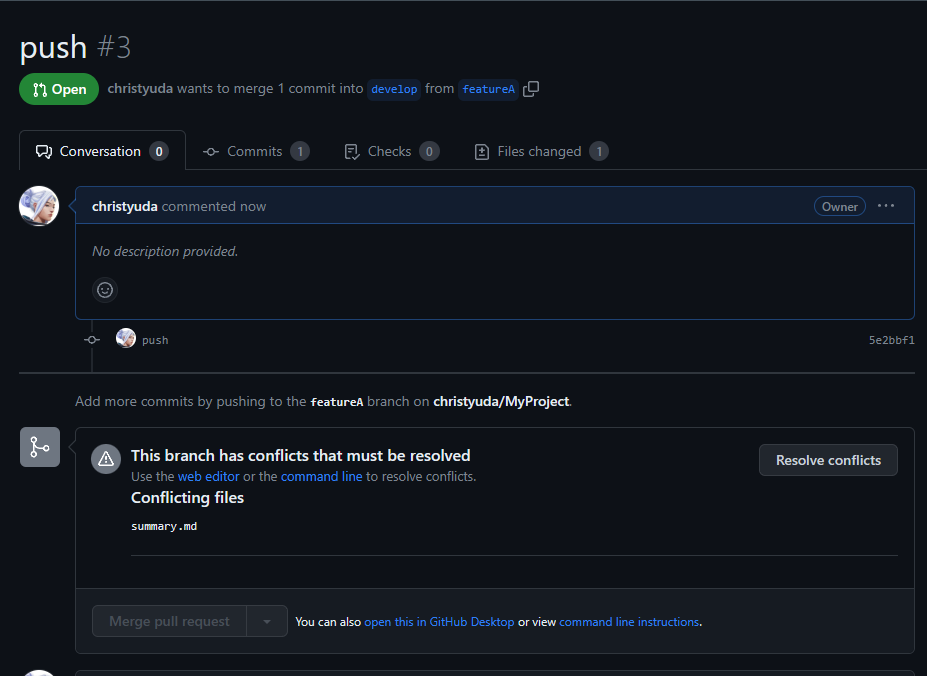 push #3
Open christyuda wants to merge 1 commit into develop from featureA
Conversation 0 Commits 1 Checks 0 Files changed 1
christyuda commented now Owner
No description provided.
push 5e2bbf1
Add more commits by pushing to the featureA branch on christyuda/MyProject.
This branch has conflicts that must be resolved
Use the web editor or the command line to resolve conflicts.
Resolve conflicts
Conflicting files
summary.md
Merge pull request You can also open this in GitHub Desktop or view command line instructions.